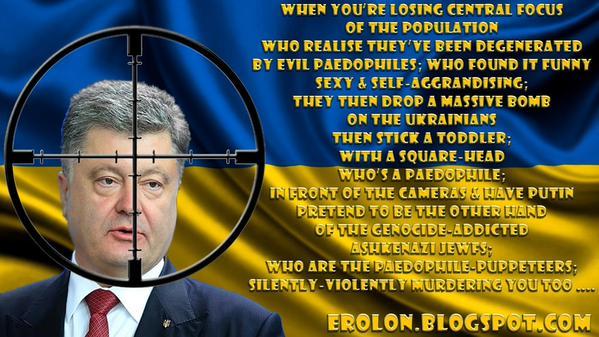 WHEN YOU'RE LOSING CENTRAL FOCUS
OF THE POPULATION
WHO REALISE THEY'VE BEEN DEGENERATED
BY EVIL PAEDOPHILES; WHO FOUND IT FUNNY
SEXY & SELF-AGGRANDISING;
THEY THEN DROP A MASSIVE BOMB
ON THE UKRAINIANS
THEN STICK A TODDLER;
WITH A SQUARE-HEAD
WHO'S A PAEDOPHILE;
IN FRONT OF THE CAMERAS & HAVE PUTIN
PRETEND TO BE THE OTHER HAND
OF THE GENOCIDE-ADDICTED
ASHKENAZI JEWFS;
WHO ARE THE PAEDOPHILE-PUPPETEERS;
SILENTLY-VIOLENTLY MURDERING YOU TOO ....
EROLON.BLOGSPOT.COM